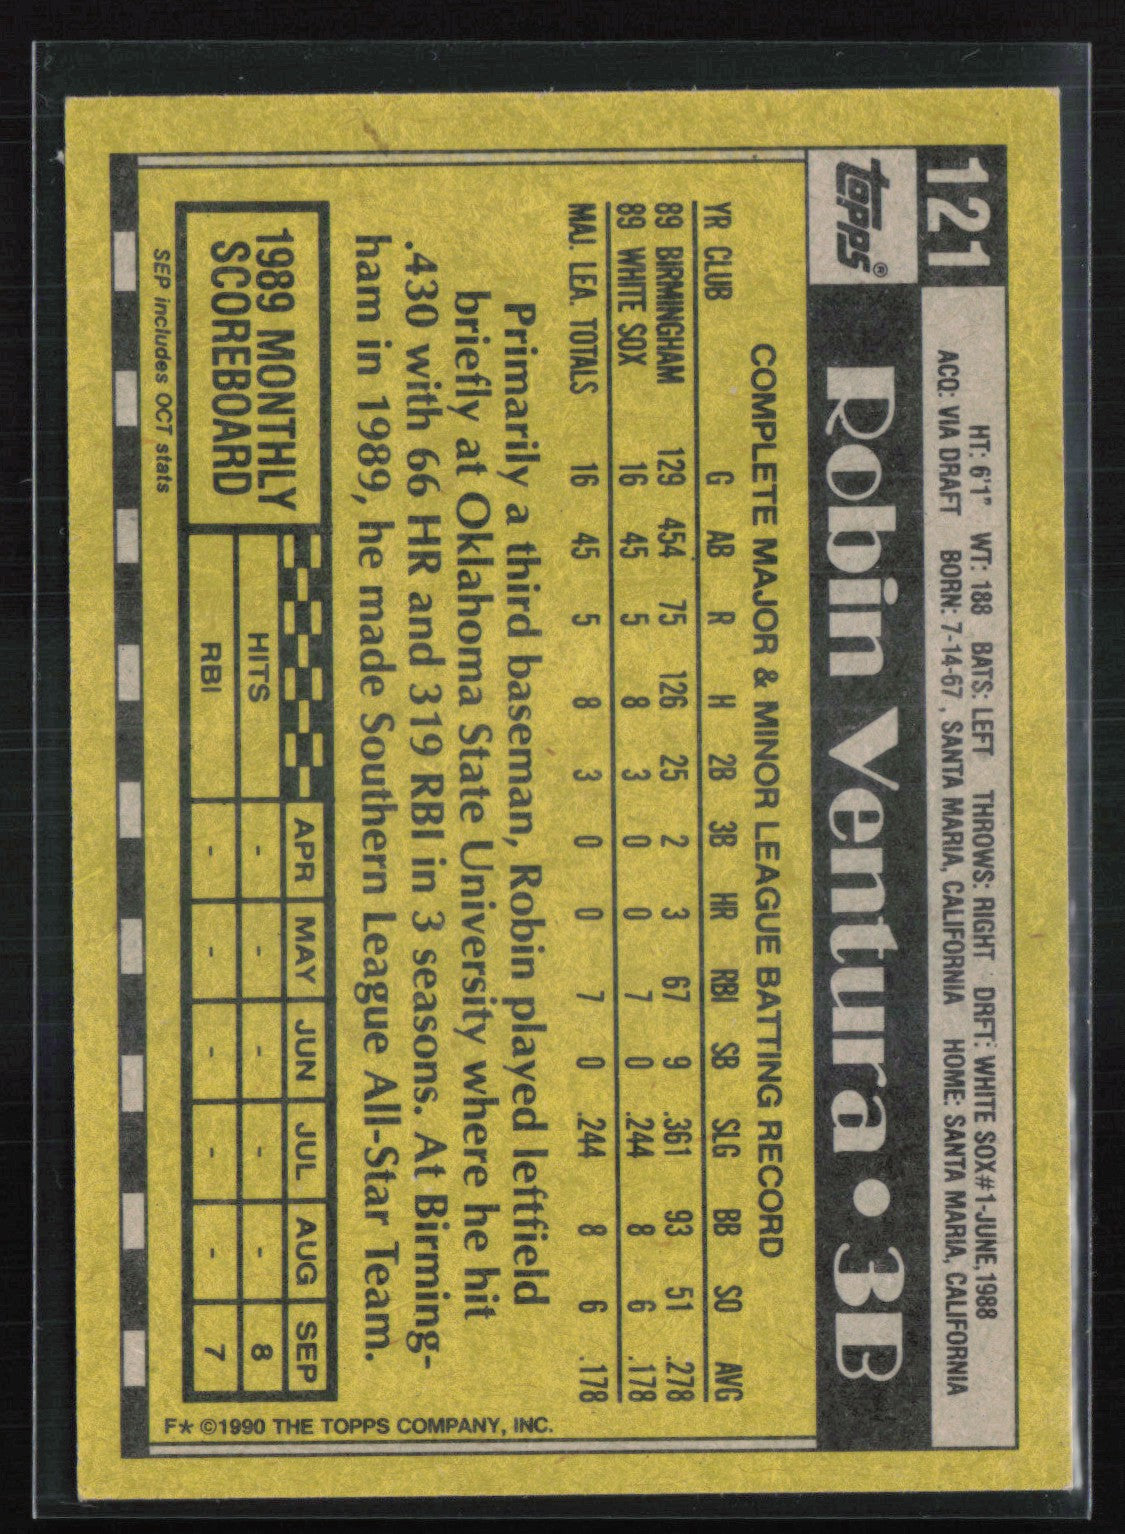 121
HT: 6'1" WT: 188 BATS: LEFT THROWS: RIGHT DRFT: WHITE SOX #1-JUNE, 1988
ACQ: VIA DRAFT BORN: 7-14-67, SANTA MARIA, CALIFORNIA HOME: SANTA MARIA, CALIFORNIA
topps®
Robin Ventura • 3B
COMPLETE MAJOR & MINOR LEAGUE BATTING RECORD
YR CLUB G AB R H 2B 3B HR RBI SB SLG BB SO AVG
89 BIRMINGHAM 129 454 75 126 25 2 3 67 9 .361 93 51 .278
89 WHITE SOX 16 45 5 8 3 0 0 7 0 .244 8 6 .178
MAJ. LEA. TOTALS 16 45 5 8 3 0 0 7 0 .244 8 6 .178
Primarily a third baseman, Robin played leftfield
briefly at Oklahoma State University where he hit
.430 with 66 HR and 319 RBI in 3 seasons. At Birming-
ham in 1989, he made Southern League All-Star Team.
1989 MONTHLY
SCOREBOARD
APR MAY JUN JUL AUG SEP
HITS - - - - - 8
RBI - - - - - 7
SEP includes OCT stats
F* ©1990 THE TOPPS COMPANY, INC.